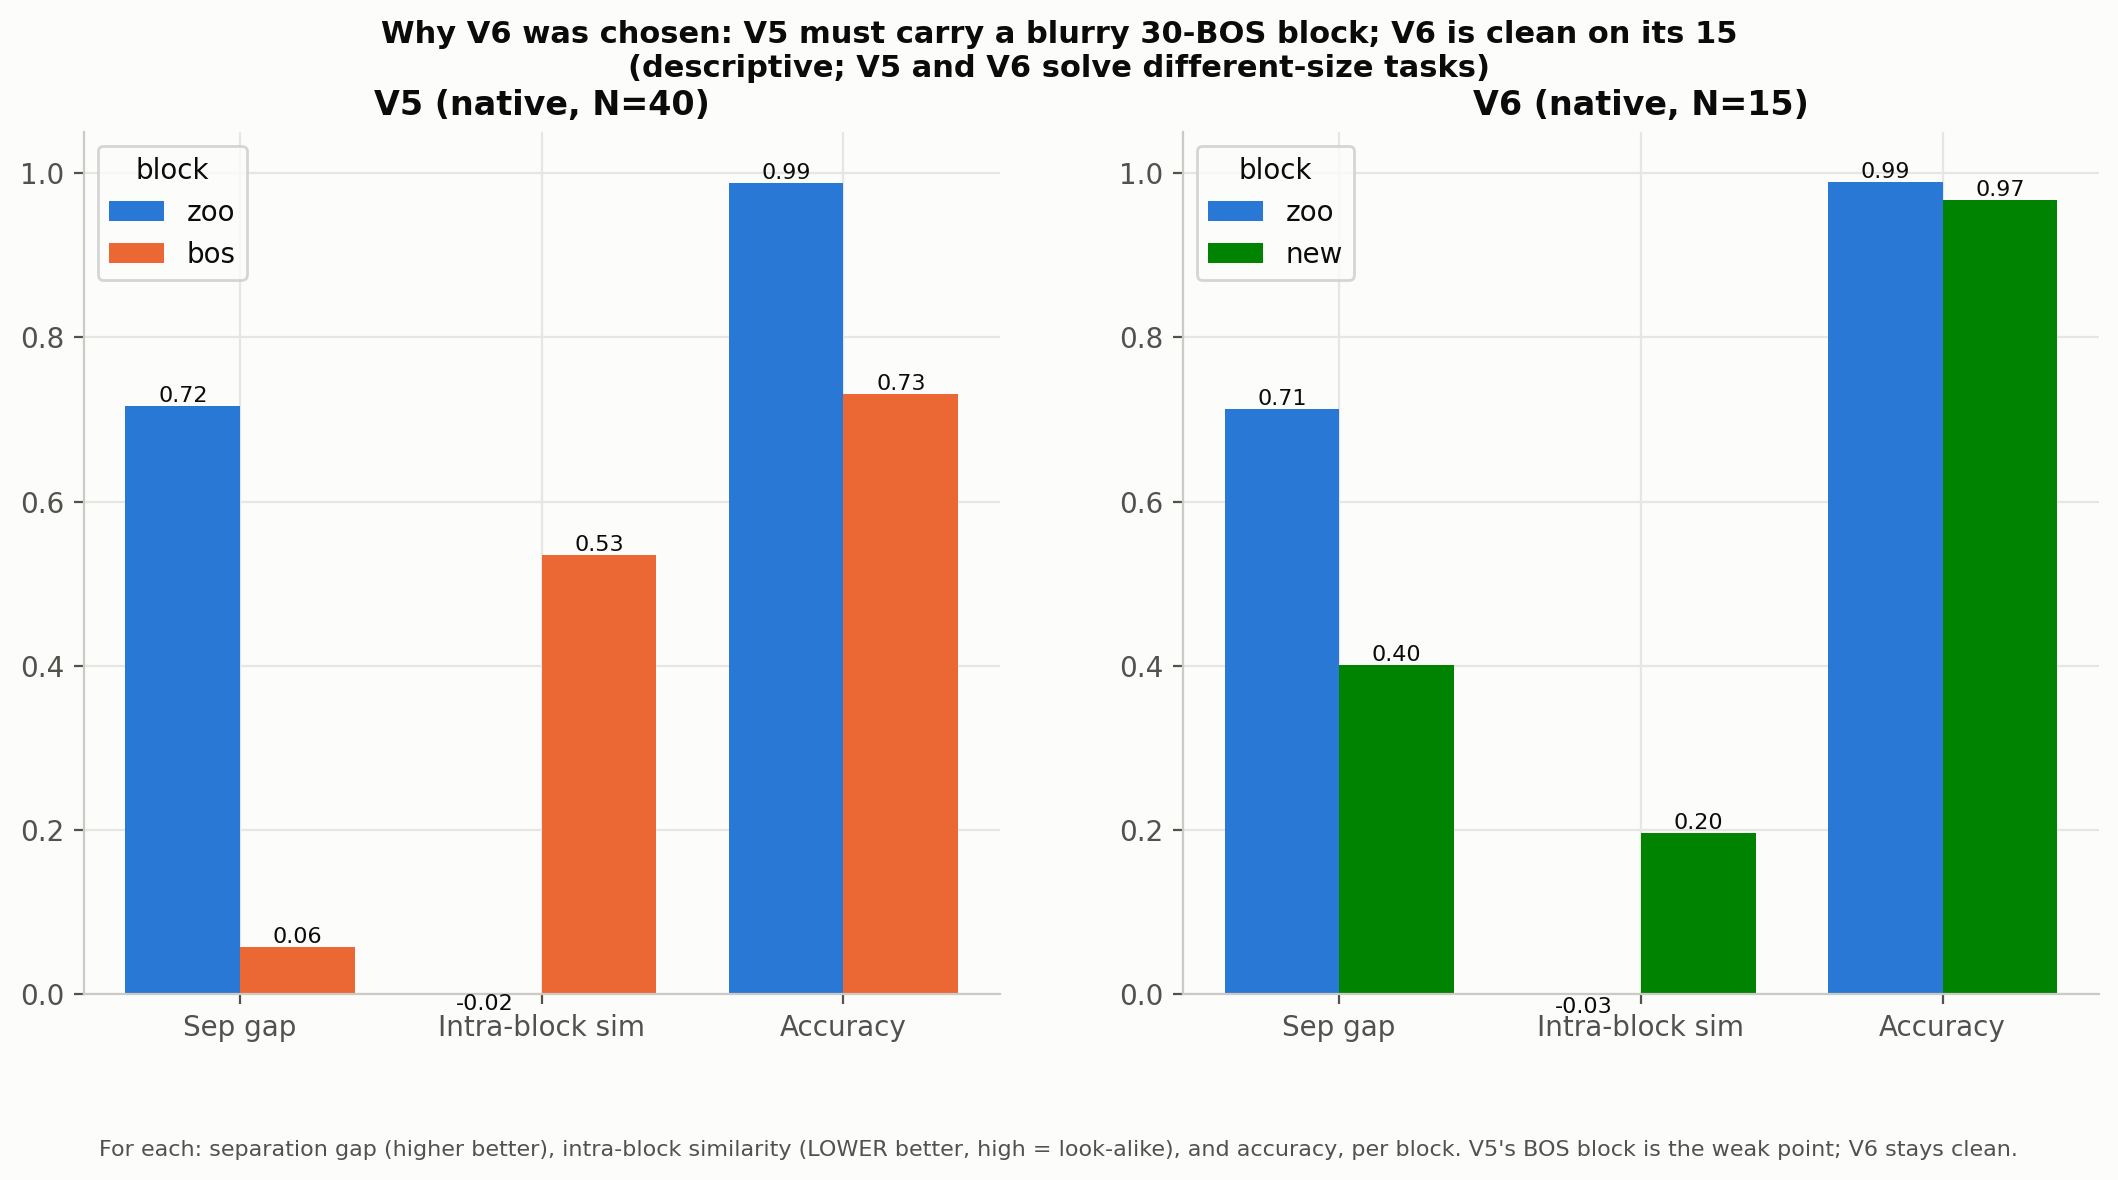 Why V6 was chosen: V5 must carry a blurry 30-BOS block; V6 is clean on its 15
(descriptive; V5 and V6 solve different-size tasks)
V5 (native, N=40)
block
zoo
bos
1.0
0.8
0.6
0.4
0.2
0.0
0.72
0.06
-0.02
0.53
0.99
0.73
Sep gap
Intra-block sim
Accuracy
V6 (native, N=15)
block
zoo
new
1.0
0.8
0.6
0.4
0.2
0.0
0.71
0.40
-0.03
0.20
0.99
0.97
Sep gap
Intra-block sim
Accuracy
For each: separation gap (higher better), intra-block similarity (LOWER better, high = look-alike), and accuracy, per block. V5's BOS block is the weak point; V6 stays clean.